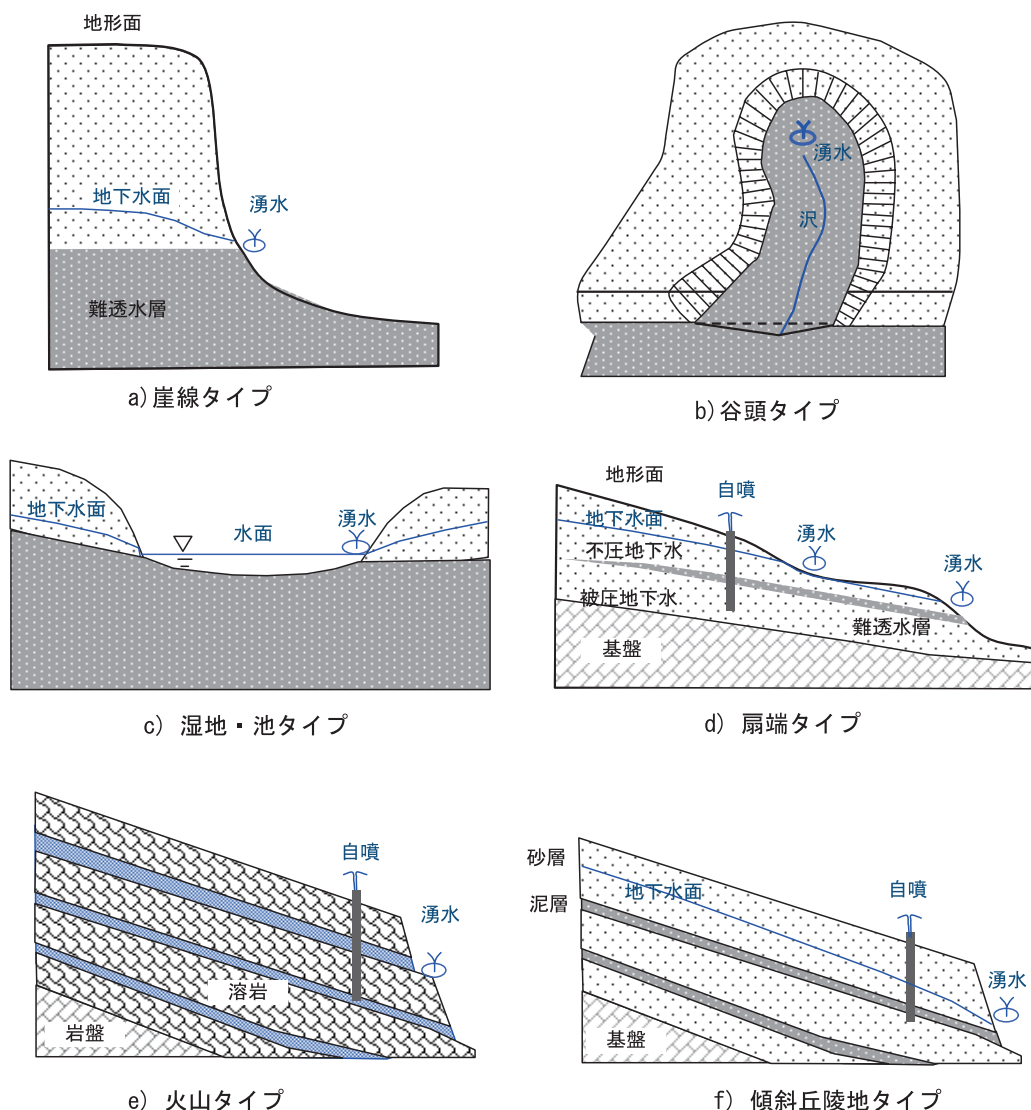 地形面
地下水面
湧水
難透水層
a)崖線タイプ
湧水
沢
b)谷頭タイプ
地下水面
水面
湧水
c) 湿地・池タイプ
地形面
自噴
地下水面
湧水
不圧地下水
湧水
被圧地下水
難透水層
基盤
d) 扇端タイプ
自噴
湧水
溶岩
岩盤
e) 火山タイプ
砂層
地下水面
自噴
泥層
湧水
基盤
f) 傾斜丘陵地タイプ